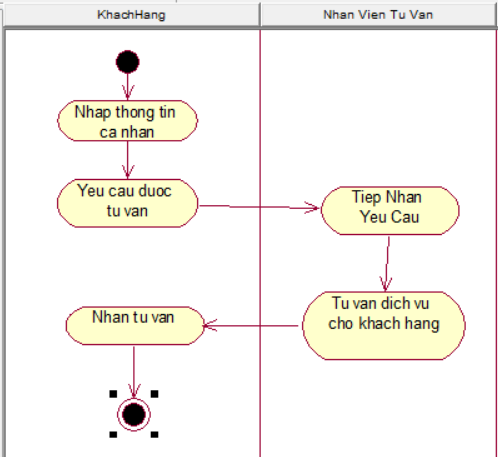 KhachHang
Nhan Vien Tu Van
Nhap thong tin
ca nhan
Yeu cau duoc
tu van
Tiep Nhan
Yeu Cau
Tu van dich vu
cho khach hang
Nhan tu van